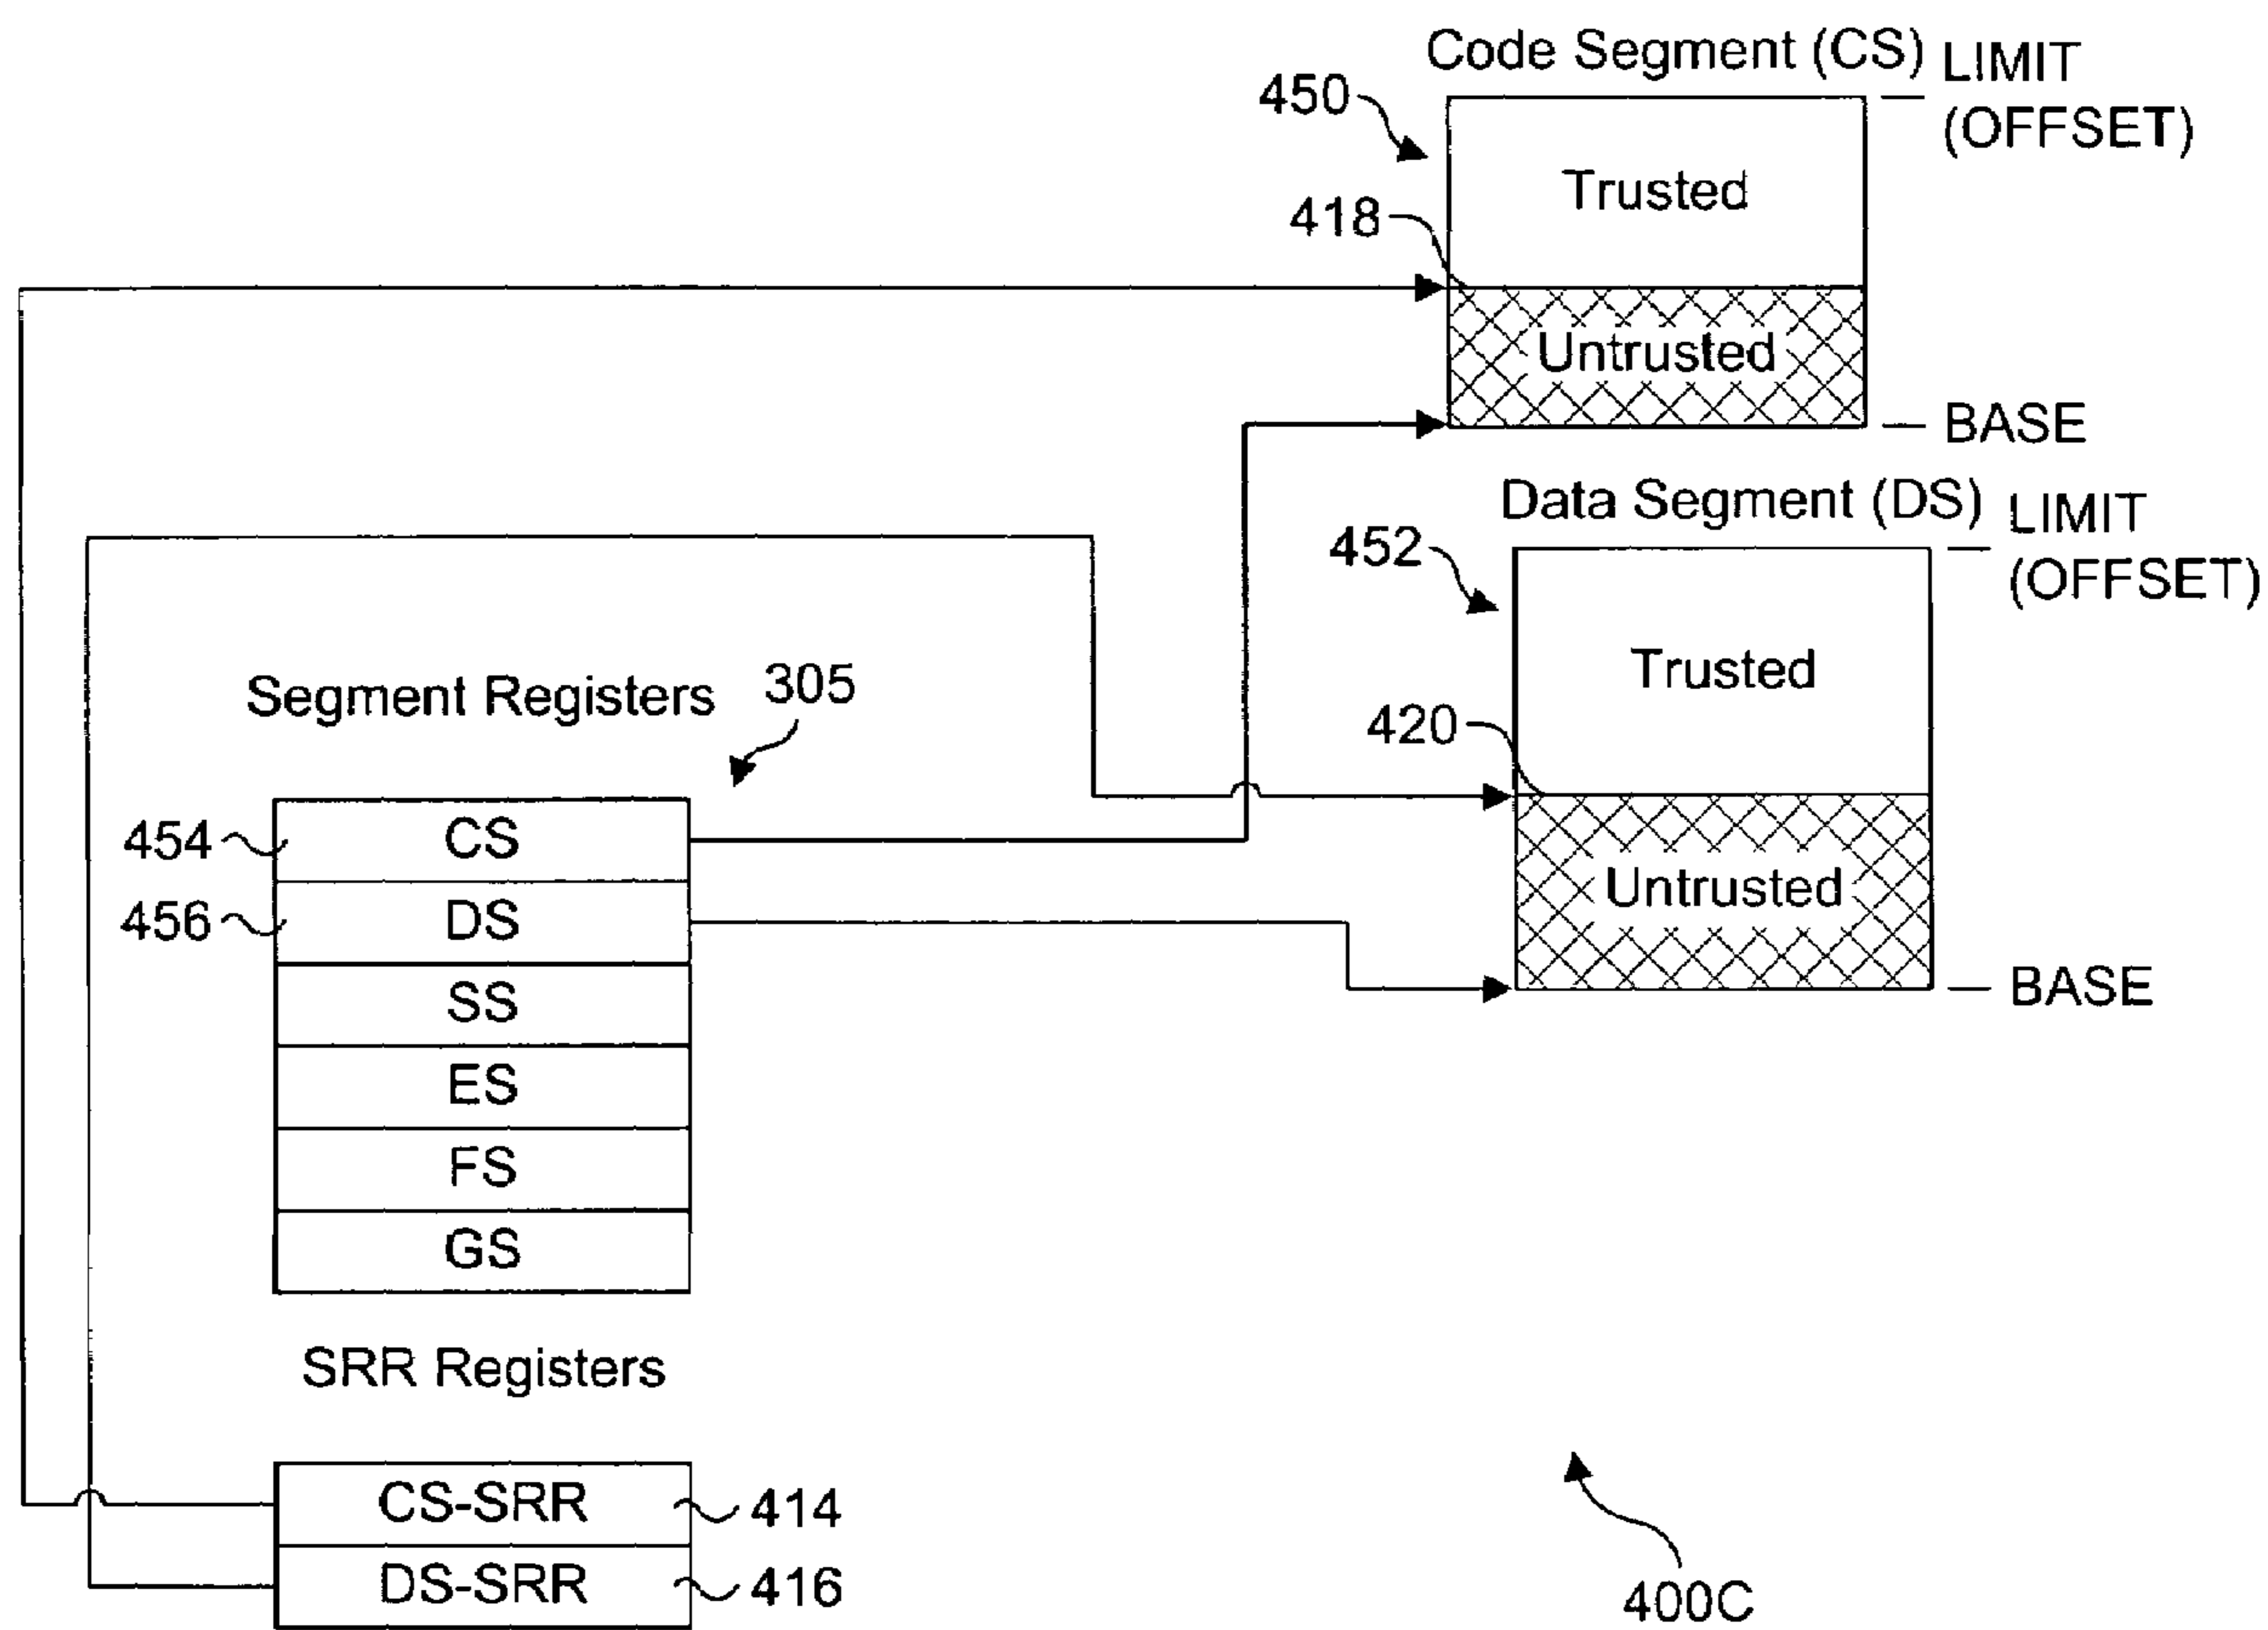 Code Segment (CS)
LIMIT
(OFFSET)
450
Trusted
418
Untrusted
BASE
Data Segment (DS)
LIMIT
(OFFSET)
452
Trusted
420
Untrusted
BASE
Segment Registers
305
454
CS
456
DS
SS
ES
FS
GS
SRR Registers
CS-SRR
414
DS-SRR
416
400C